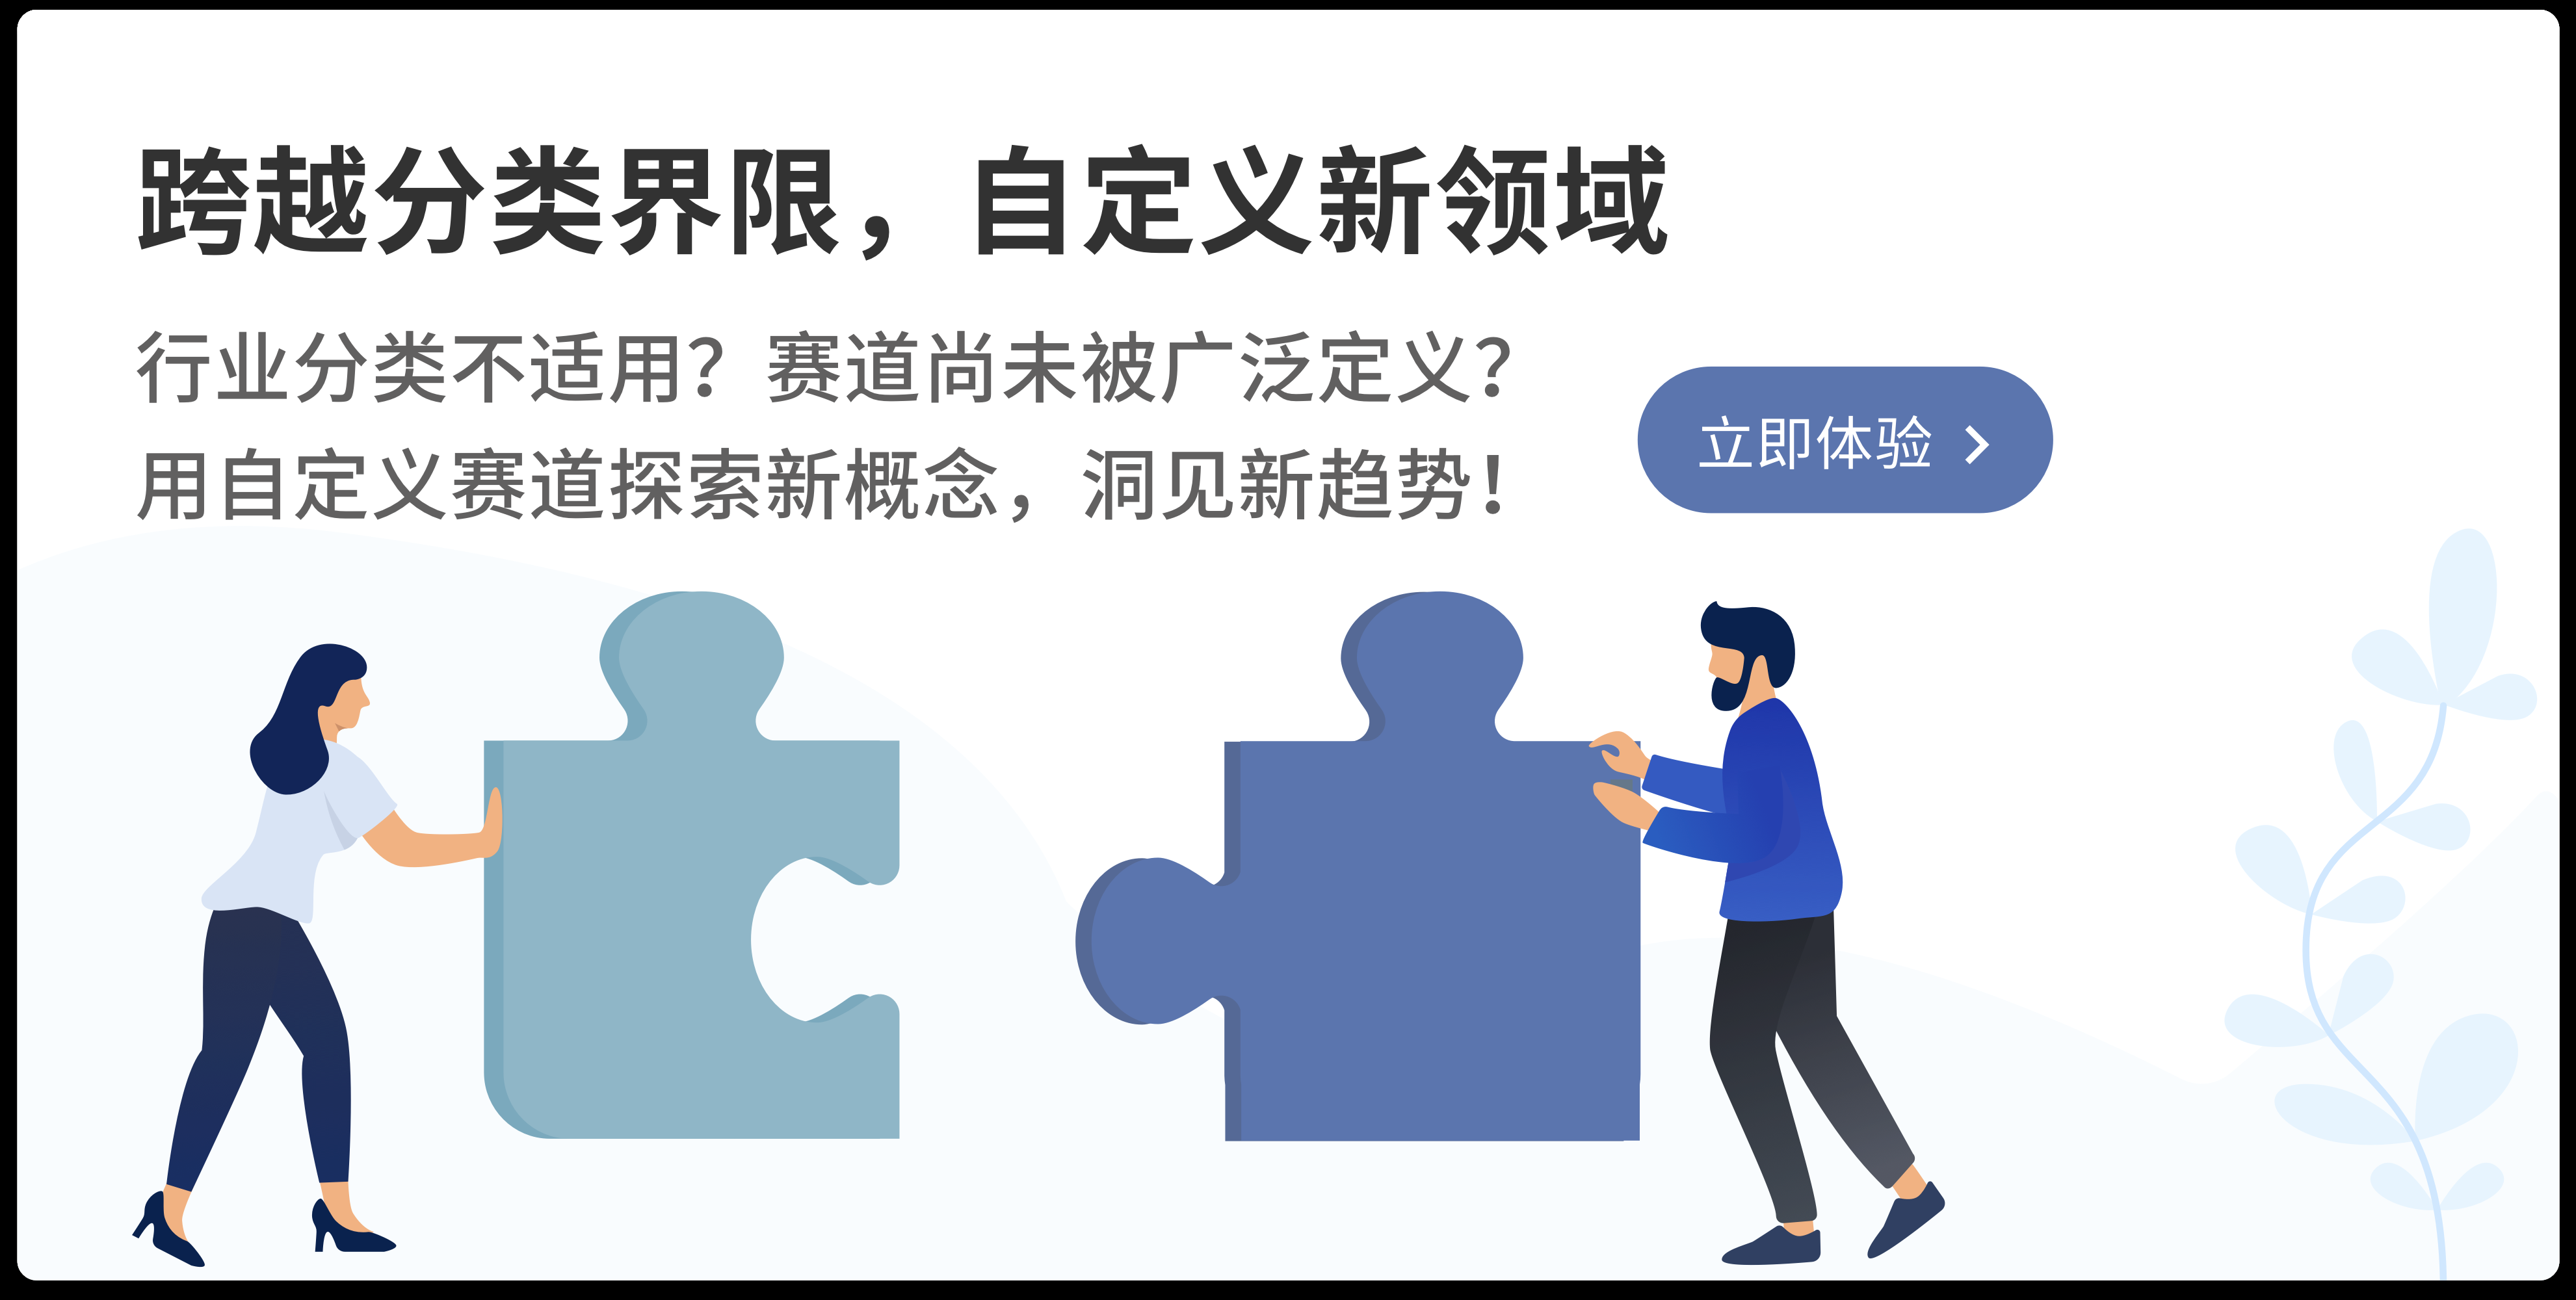 跨越分类界限，自定义新领域
行业分类不适用？赛道尚未被广泛定义？
用自定义赛道探索新概念，洞见新趋势！
立即体验